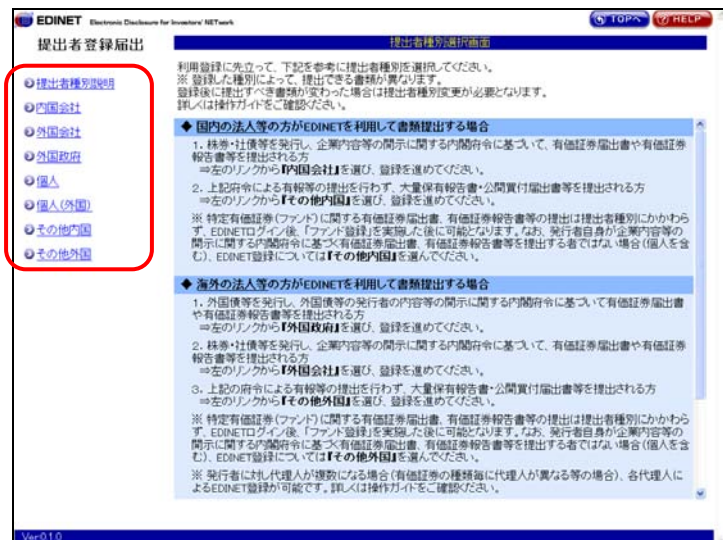 EDINET Electronic Disclosure for Investors' NETwork
TOPへ HELP
提出者登録届出
提出者種別選択画面
提出者種別説明
内国会社
外国会社
外国政府
個人
個人(外国)
その他内国
その他外国
利用登録に先立って、下記を参考に提出者種別を選択してください。
※ 登録した種別によって、提出できる書類が異なります。
登録後に提出すべき書類が変わった場合は提出者種別変更が必要となります。
詳しくは操作ガイドをご確認ください。
◆ 国内の法人等の方がEDINETを利用して書類提出する場合
1. 株券・社債券等を発行し、企業内容等の開示に関する内閣府令に基づいて、有価証券届出書や有価証券
報告書等を提出される方
⇒左のリンクから『内国会社』を選び、登録を進めてください。
2. 上記府令による有報等の提出を行わず、大量保有報告書・公開買付届出書等を提出される方
⇒左のリンクから『その他内国』を選び、登録を進めてください。
※ 特定有価証券(ファンド)に関する有価証券届出書、有価証券報告書等の提出は提出者種別にかかわら
ず、EDINETログイン後、「ファンド登録」を実施した後に可能となります。なお、発行者自身が企業内容等の
開示に関する内閣府令に基づく有価証券届出書、有価証券報告書等を提出する者ではない場合(個人を含
む)、EDINET登録については『その他内国』を選んでください。
◆ 海外の法人等の方がEDINETを利用して書類提出する場合
1. 外国債等を発行し、外国債等の発行者の内容等の開示に関する内閣府令に基づいて有価証券届出書
や有価証券報告書等を提出される方
⇒左のリンクから『外国政府』を選び、登録を進めてください。
2. 株券・社債券等を発行し、企業内容等の開示に関する内閣府令に基づいて、有価証券届出書や有価証券
報告書等を提出される方
⇒左のリンクから『外国会社』を選び、登録を進めてください。
3. 上記の府令による有報等の提出を行わず、大量保有報告書・公開買付届出書等を提出される方
⇒左のリンクから『その他外国』を選び、登録を進めてください。
※ 特定有価証券(ファンド)に関する有価証券届出書、有価証券報告書等の提出は提出者種別にかかわら
ず、EDINETログイン後、「ファンド登録」を実施した後に可能となります。なお、発行者自身が企業内容等の
開示に関する内閣府令に基づく有価証券届出書、有価証券報告書等を提出する者ではない場合(個人を含
む)、EDINET登録については『その他外国』を選んでください。
※ 発行者に対し代理人が複数になる場合(有価証券の種類毎に代理人が異なる等の場合)、各代理人に
よるEDINET登録が可能です。詳しくは操作ガイドをご確認ください。
Ver.0.1.0